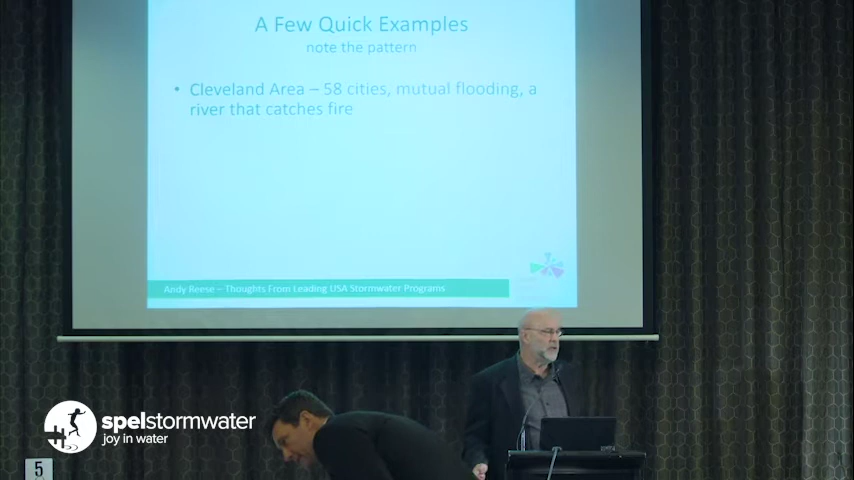 A Few Quick Examples
note the pattern
• Cleveland Area – 58 cities, mutual flooding, a
river that catches fire
Andy Reese – Thoughts From Leading USA Stormwater Programs
spelstormwater
joy in water
5